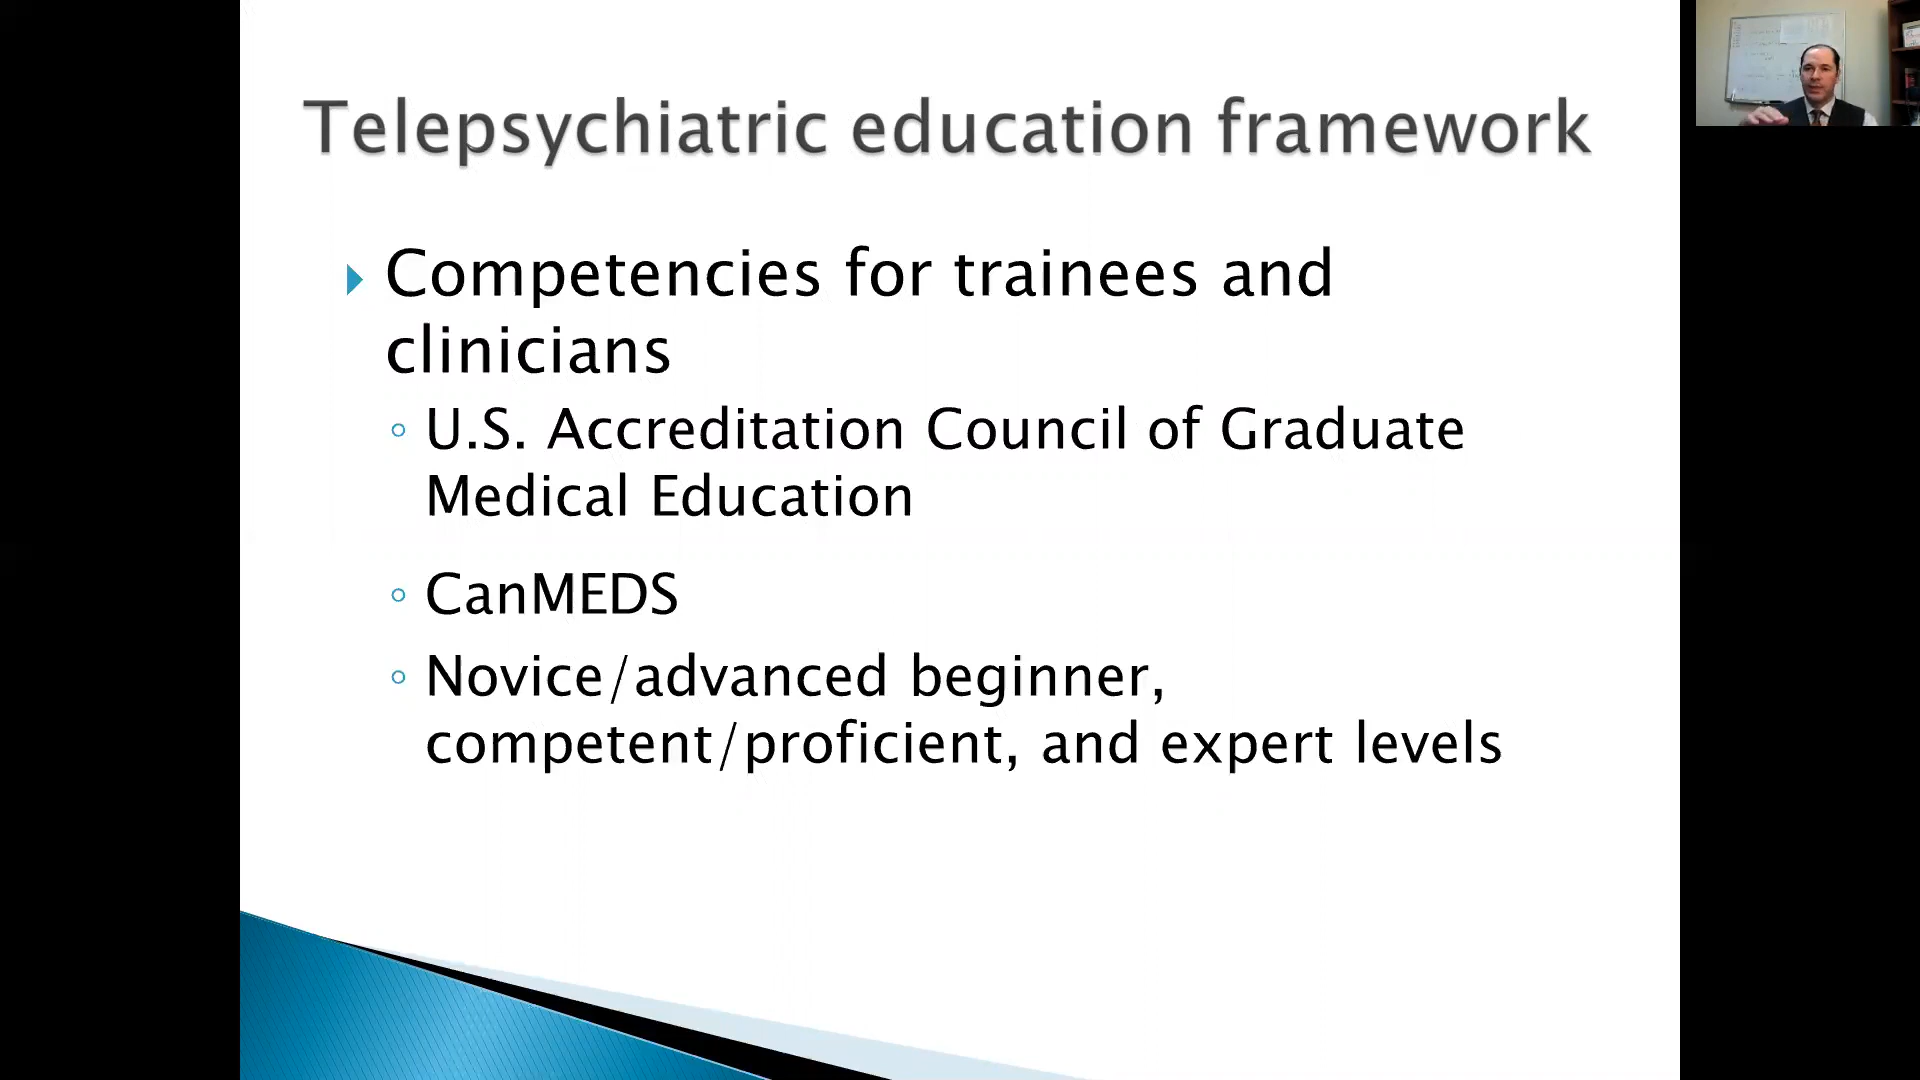 Telepsychiatric education framework
Competencies for trainees and
clinicians
U.S. Accreditation Council of Graduate
Medical Education
CanMEDS
Novice/advanced beginner,
competent/proficient, and expert levels